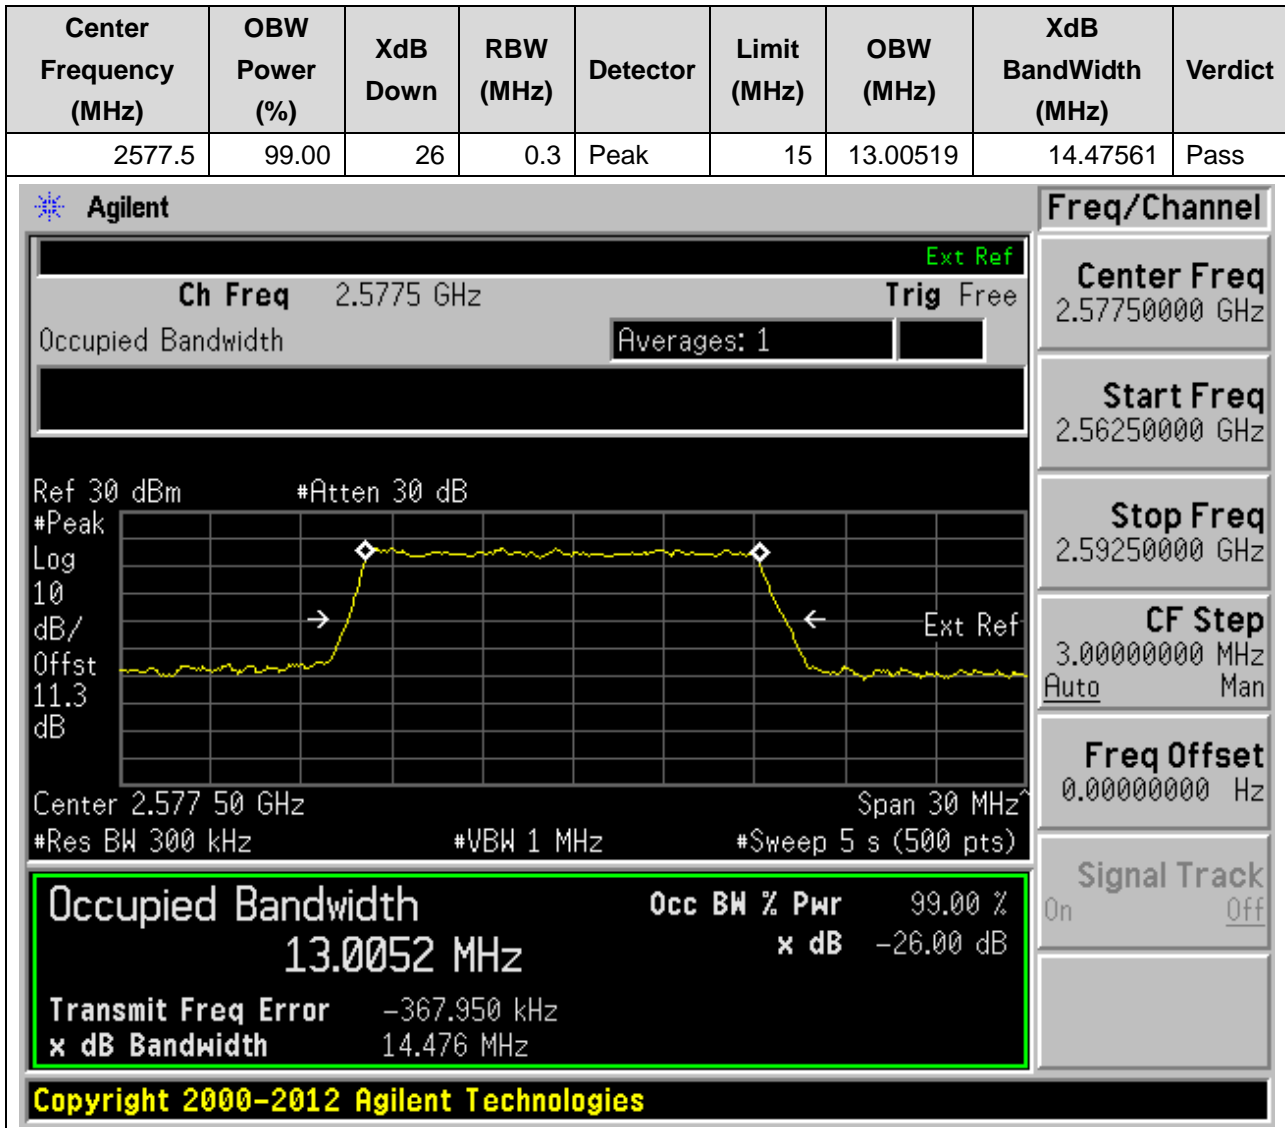 Center Frequency (MHz) OBW Power (%) XdB Down RBW (MHz) Detector Limit (MHz) OBW (MHz) XdB BandWidth (MHz) Verdict
2577.5 99.00 26 0.3 Peak 15 13.00519 14.47561 Pass
Agilent
Freq/Channel
Ext Ref
Ch Freq 2.5775 GHz Trig Free
Occupied Bandwidth Averages: 1
Center Freq
2.57750000 GHz
Start Freq
2.56250000 GHz
Stop Freq
2.59250000 GHz
CF Step
3.00000000 MHz
Auto Man
Freq Offset
0.00000000 Hz
Signal Track
On Off
Ref 30 dBm #Atten 30 dB
#Peak
Log
10
dB/
Offst
11.3
dB
Ext Ref
Center 2.577 50 GHz Span 30 MHz^
#Res BW 300 kHz #VBW 1 MHz #Sweep 5 s (500 pts)
Occupied Bandwidth
13.0052 MHz
Occ BW % Pwr 99.00 %
x dB -26.00 dB
Transmit Freq Error -367.950 kHz
x dB Bandwidth 14.476 MHz
Copyright 2000-2012 Agilent Technologies